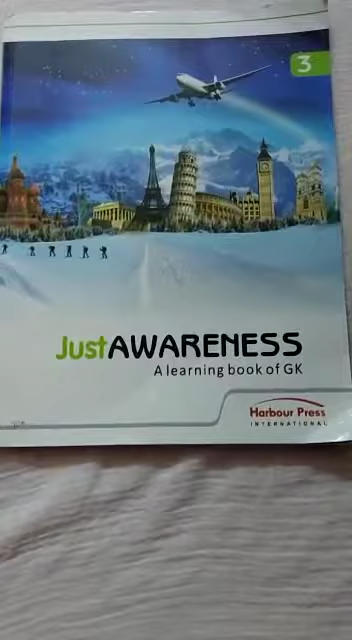 3
JustAWARENESS
A learning book of GK
Harbour Press
INTERNATIONAL